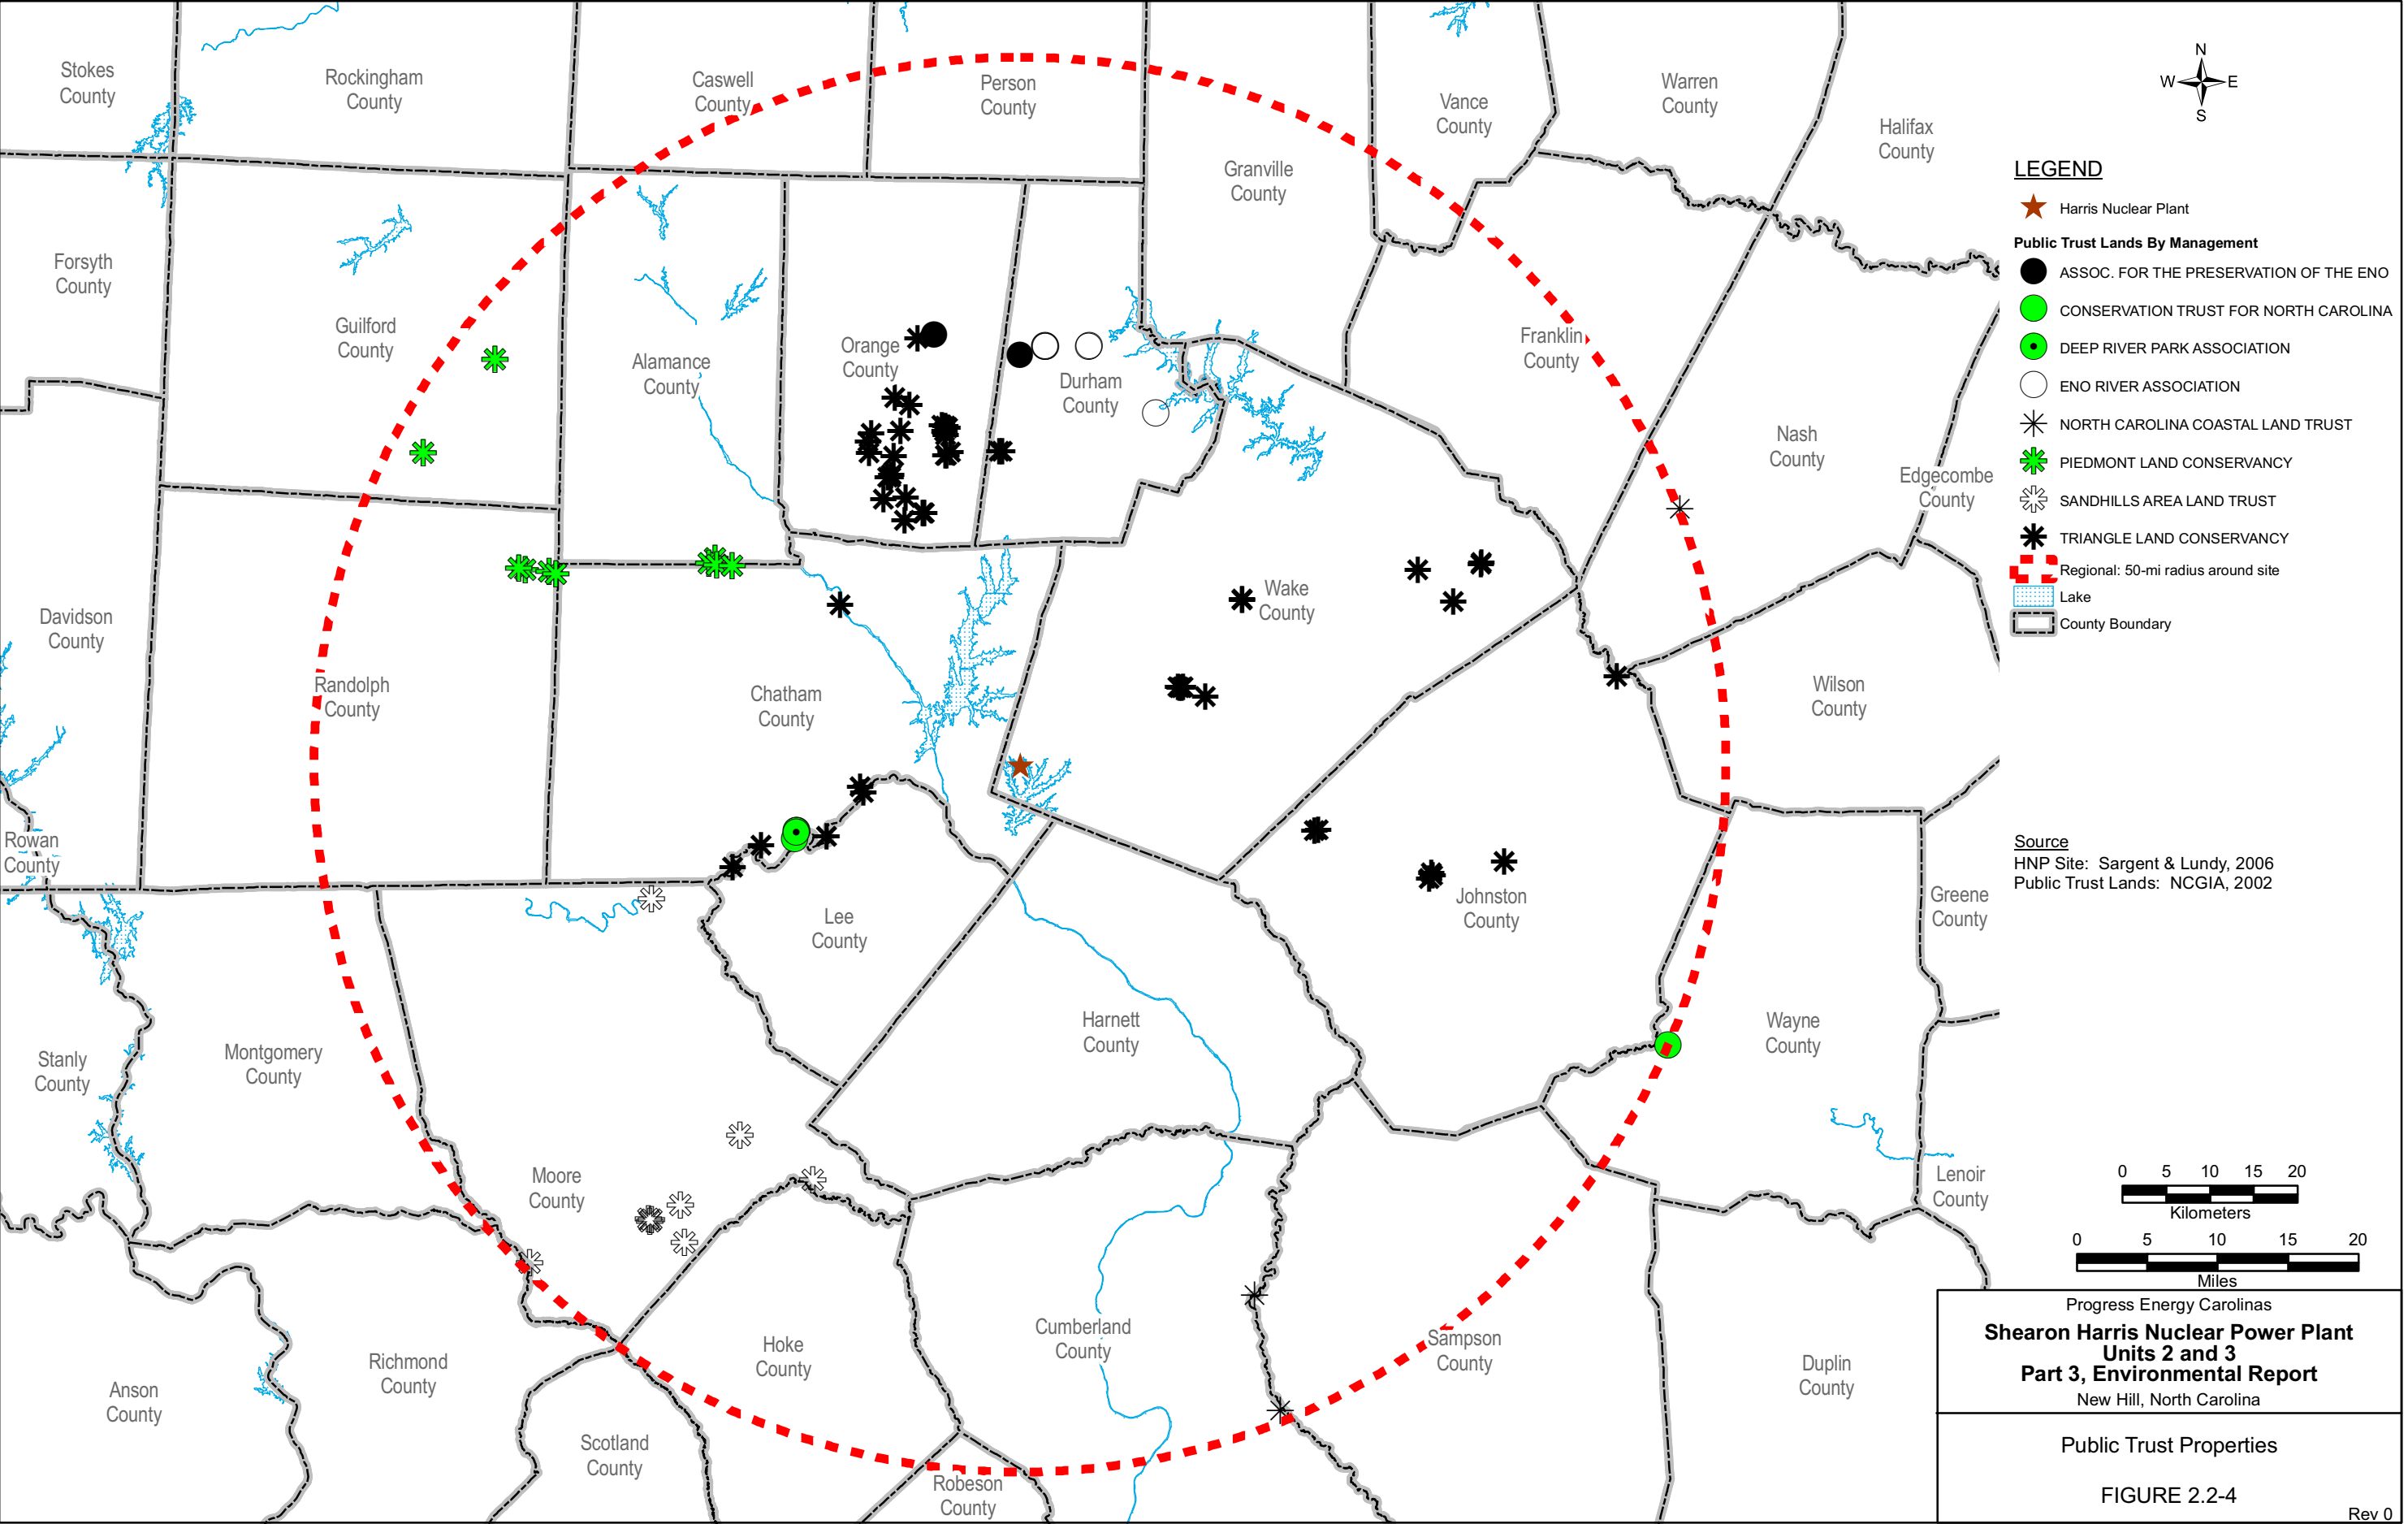 Stokes
County
Rockingham
County
Caswell
County
Person
County
Granville
County
Vance
County
Warren
County
Halifax
County
Forsyth
County
Guilford
County
Alamance
County
Orange
County
Durham
County
Franklin
County
Nash
County
Edgecombe
County
Davidson
County
Randolph
County
Chatham
County
Wake
County
Wilson
County
Rowan
County
Lee
County
Johnston
County
Greene
County
Stanly
County
Montgomery
County
Moore
County
Harnett
County
Wayne
County
Lenoir
County
Anson
County
Richmond
County
Scotland
County
Hoke
County
Robeson
County
Cumberland
County
Sampson
County
Duplin
County
N
W E
S
LEGEND
Harris Nuclear Plant
Public Trust Lands By Management
ASSOC. FOR THE PRESERVATION OF THE ENO
CONSERVATION TRUST FOR NORTH CAROLINA
DEEP RIVER PARK ASSOCIATION
ENO RIVER ASSOCIATION
NORTH CAROLINA COASTAL LAND TRUST
PIEDMONT LAND CONSERVANCY
SANDHILLS AREA LAND TRUST
TRIANGLE LAND CONSERVANCY
Regional: 50-mi radius around site
Lake
County Boundary
Source
HNP Site: Sargent & Lundy, 2006
Public Trust Lands: NCGIA, 2002
0 5 10 15 20
Kilometers
0 5 10 15 20
Miles
Progress Energy Carolinas
Shearon Harris Nuclear Power Plant
Units 2 and 3
Part 3, Environmental Report
New Hill, North Carolina
Public Trust Properties
FIGURE 2.2-4
Rev 0